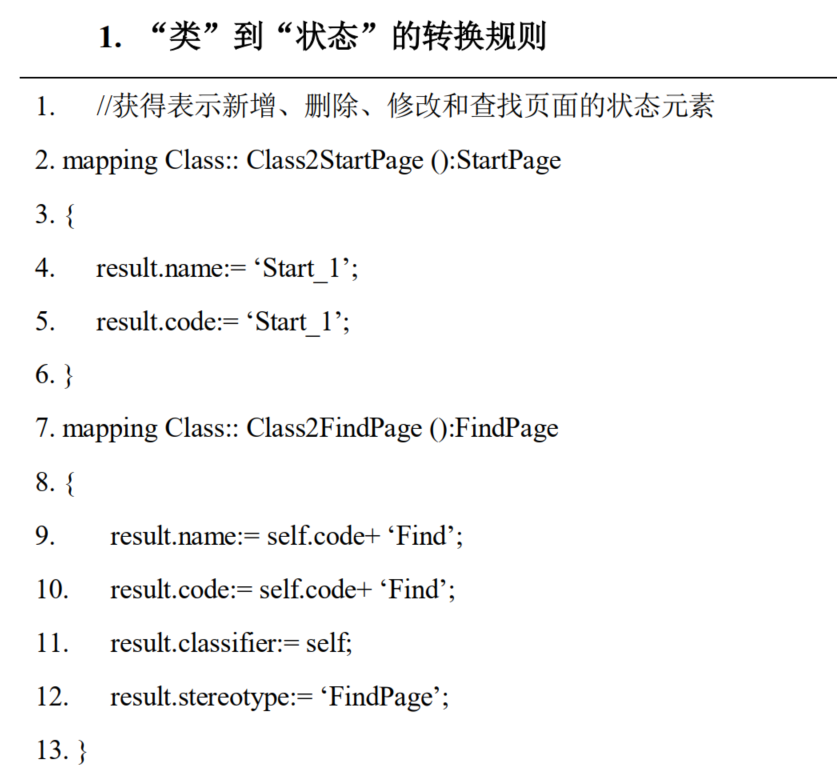 1. “类”到“状态”的转换规则
1. //获得表示新增、删除、修改和查找页面的状态元素
2. mapping Class:: Class2StartPage ():StartPage
3. {
4. result.name:= ‘Start_1’;
5. result.code:= ‘Start_1’;
6. }
7. mapping Class:: Class2FindPage ():FindPage
8. {
9. result.name:= self.code+ ‘Find’;
10. result.code:= self.code+ ‘Find’;
11. result.classifier:= self;
12. result.stereotype:= ‘FindPage’;
13. }